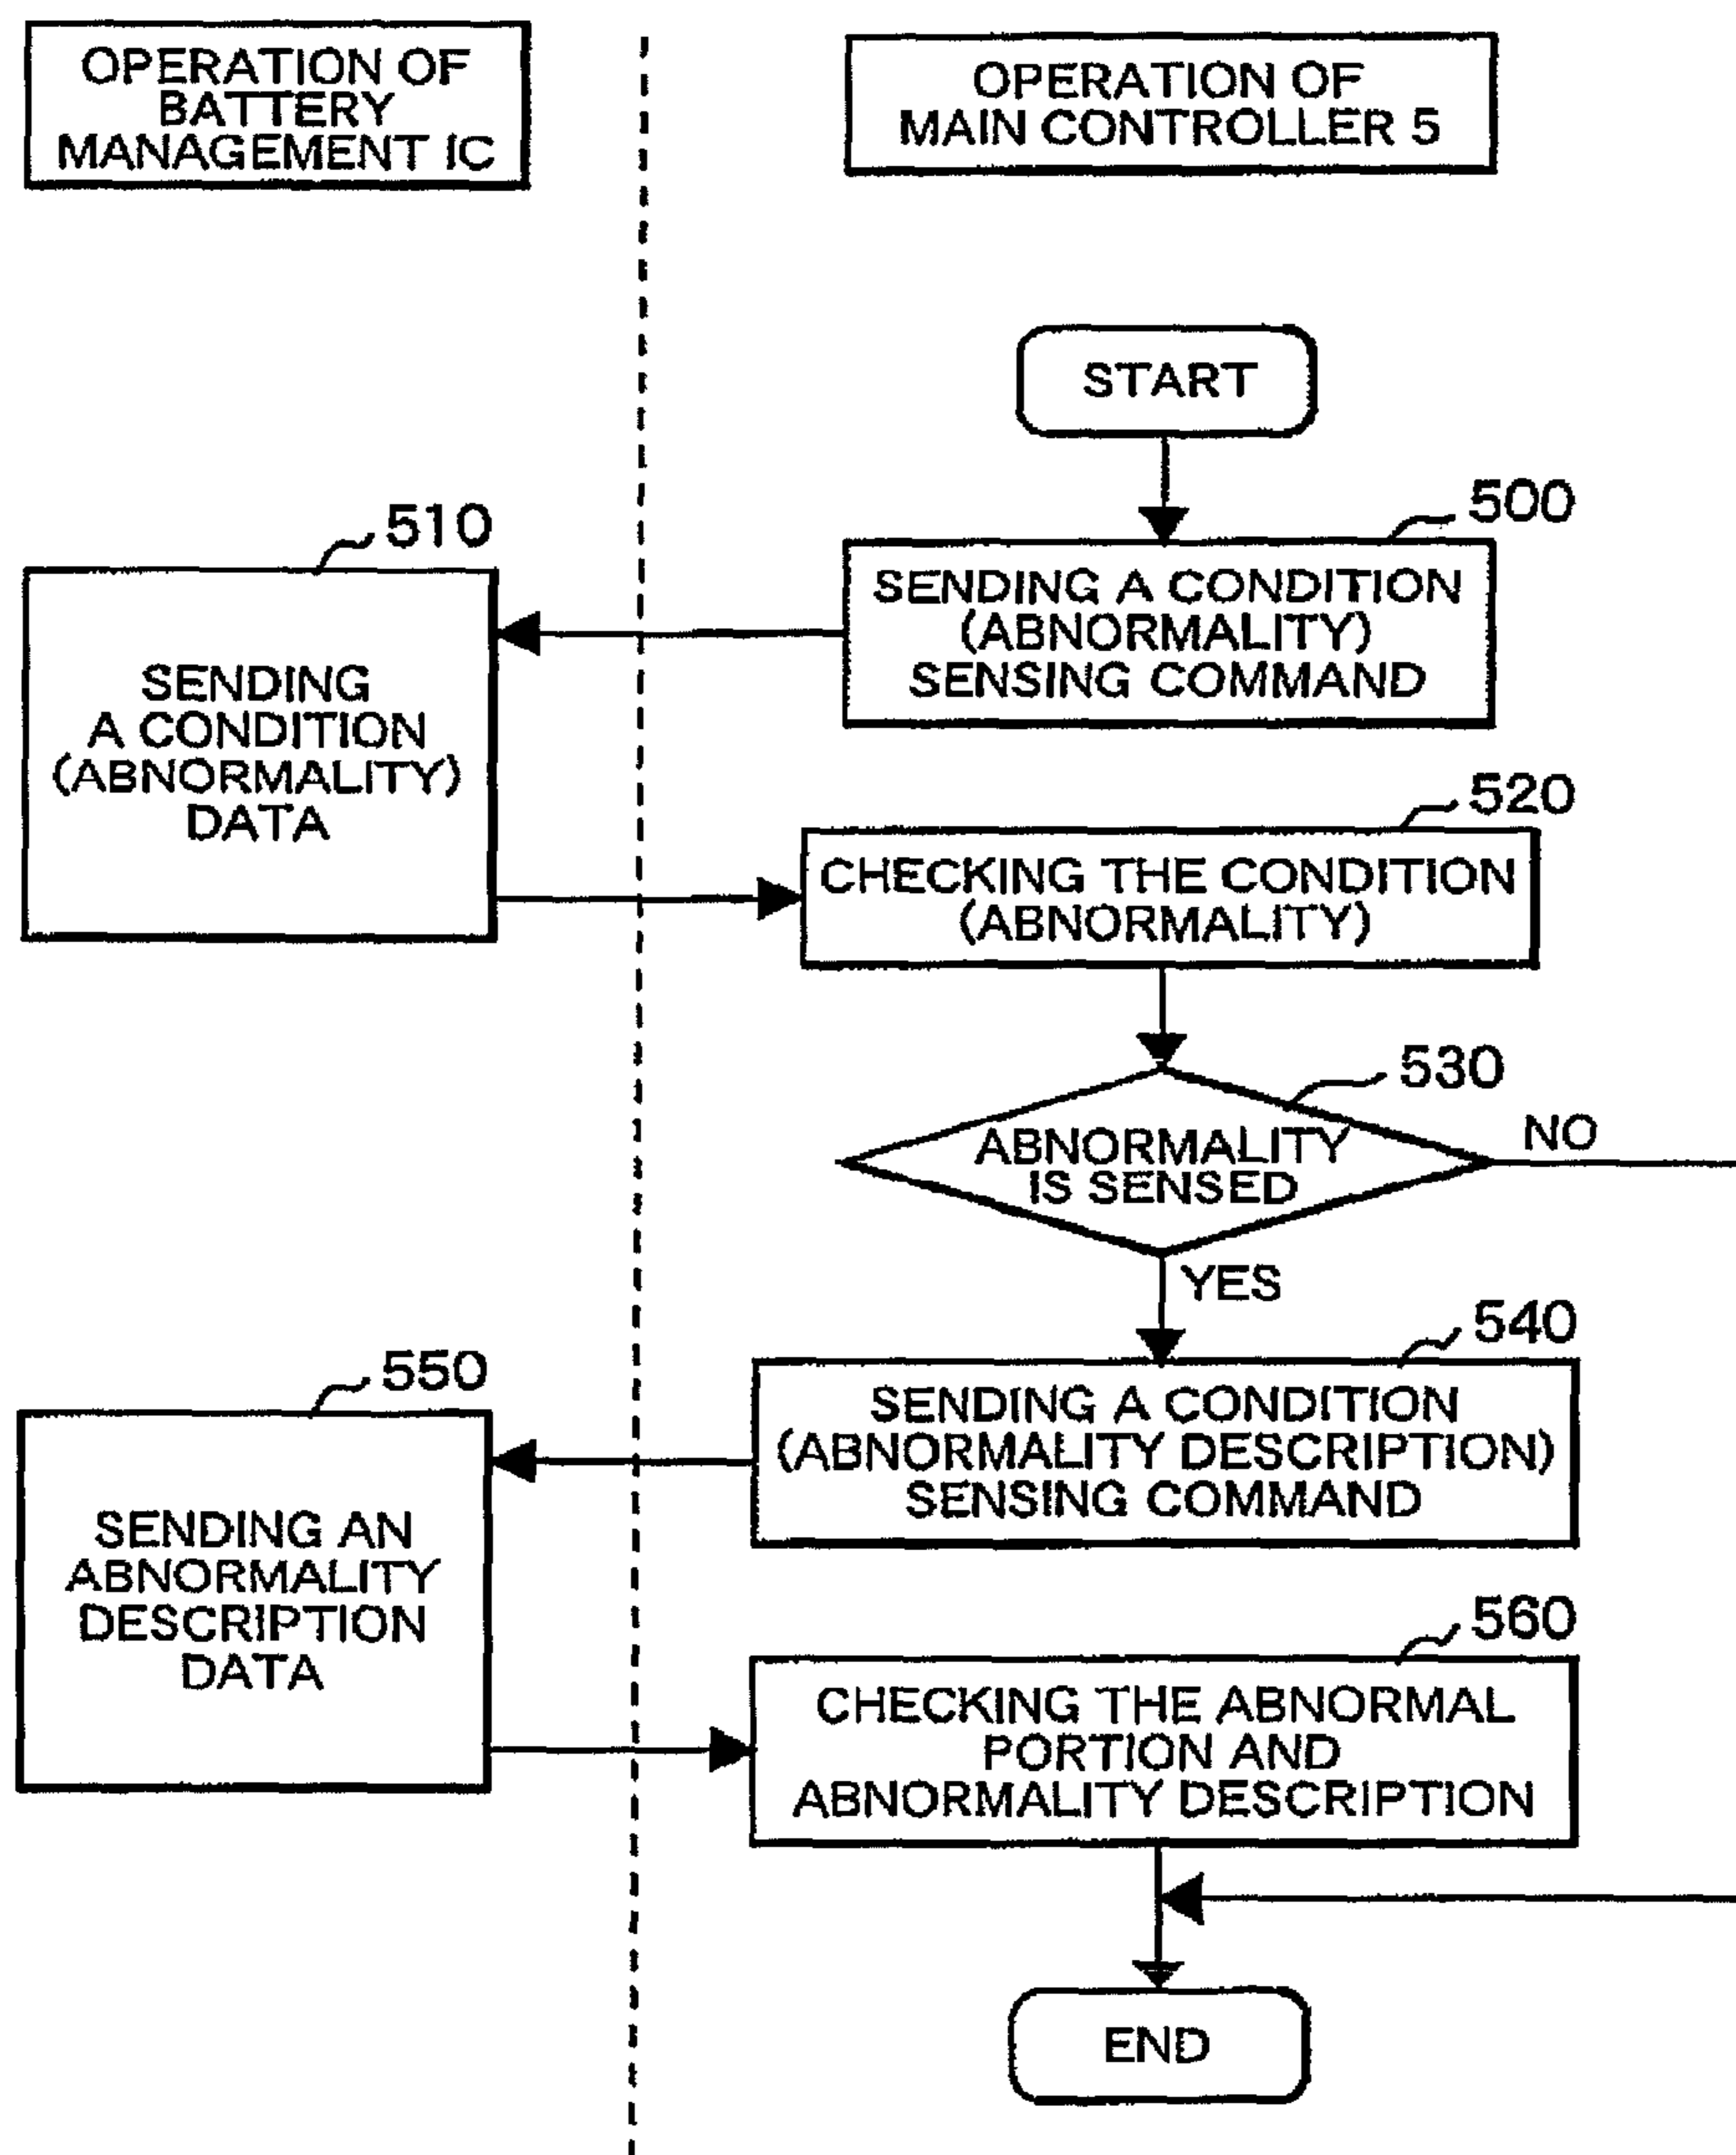 OPERATION OF
BATTERY
MANAGEMENT IC
OPERATION OF
MAIN CONTROLLER 5
START
500
SENDING A CONDITION
(ABNORMALITY)
SENSING COMMAND
510
SENDING
A CONDITION
(ABNORMALITY)
DATA
520
CHECKING THE CONDITION
(ABNORMALITY)
530
ABNORMALITY
IS SENSED
NO
YES
540
SENDING A CONDITION
(ABNORMALITY DESCRIPTION)
SENSING COMMAND
550
SENDING AN
ABNORMALITY
DESCRIPTION
DATA
560
CHECKING THE ABNORMAL
PORTION AND
ABNORMALITY DESCRIPTION
END